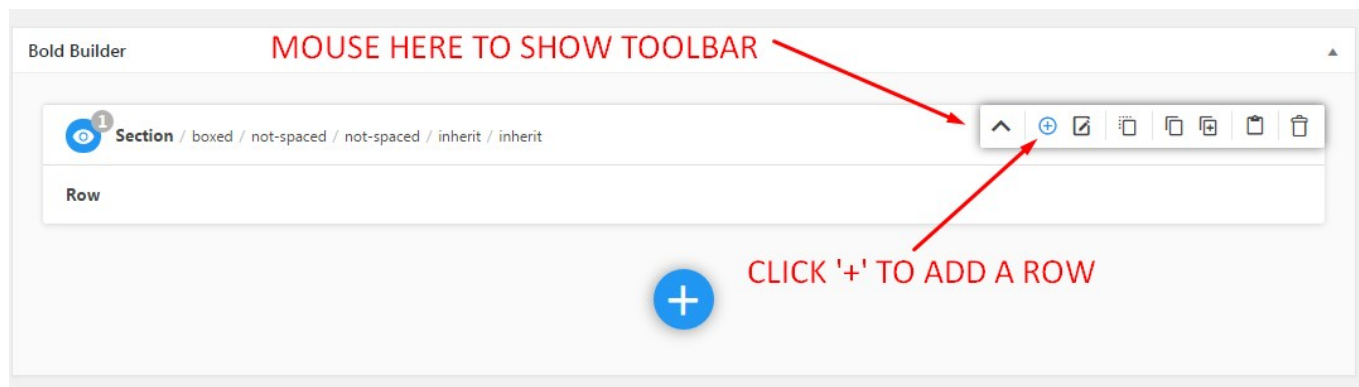 Bold Builder
MOUSE HERE TO SHOW TOOLBAR
1
Section / boxed / not-spaced / not-spaced / inherit / inherit
Row
CLICK '+' TO ADD A ROW